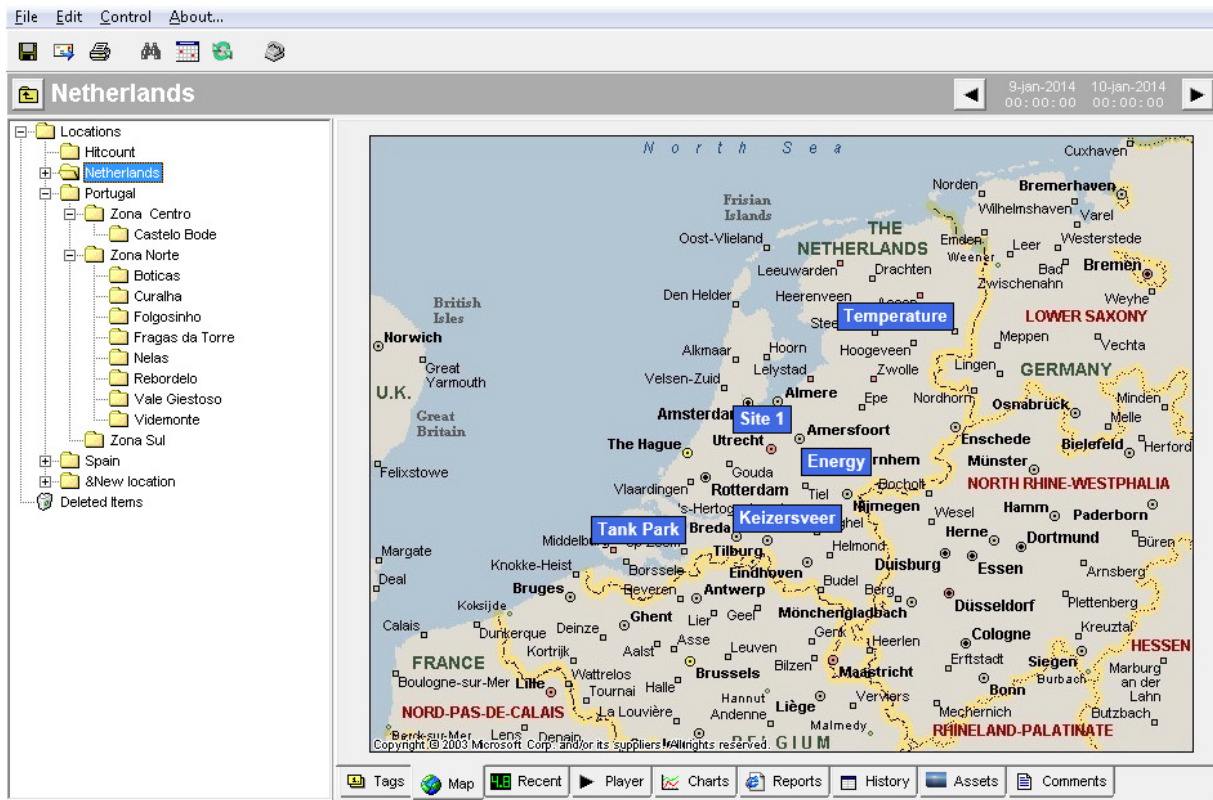 File Edit Control About...
Netherlands
9-jan-2014 10-jan-2014
00:00:00 00:00:00
Locations
Hitcount
Netherlands
Portugal
Zona Centro
Castelo Bode
Zona Norte
Boticas
Curalha
Folgosinho
Fragas da Torre
Nelas
Rebordelo
Vale Giestoso
Videmonte
Zona Sul
Spain
&New location
Deleted Items
North Sea
Cuxhaven
Norden
Bremerhaven
Frisian
Islands
Wilhelmshaven
Varel
Oost-Vlieland
THE
NETHERLANDS
Emden
Leer
Westerstede
Weener
Leeuwarden
Drachten
Bad
Zwischenahn
Bremen
Den Helder
Heerenveen
Weyhe
British
Isles
Temperature
LOWER SAXONY
Norwich
Meppen
Vechta
Alkmaar
Hoorn
Hoogeveen
Great
Yarmouth
Velsen-Zuid
Lelystad
Zwolle
Lingen
GERMANY
U.K.
Almere
Epe
Nordhorn
Osnabrück
Minden
Melle
Great
Britain
Site 1
Amersfoort
Enschede
Bielefeld
Herford
The Hague
Utrecht
Energy
Münster
Felixstowe
Gouda
Bocholt
NORTH RHINE-WESTPHALIA
Vlaardingen
Rotterdam
Tiel
Nijmegen
Wesel
Hamm
Paderborn
Tank Park
Breda
Keizersveer
Herne
Dortmund
Büren
Margate
Tilburg
Helmond
Duisburg
Essen
Knokke-Heist
Borssele
Eindhoven
Arnsberg
Deal
Bruges
Beveren
Antwerp
Budel
Berg
Düsseldorf
Plettenberg
Koksijde
Ghent
Lier
Geel
Mönchengladbach
Calais
Dunkerque
Deinze
Asse
Genk
Heerlen
Cologne
Kreuztal
HESSEN
Kortrijk
Aalst
Leuven
Bilzen
Maastricht
Erftstadt
Siegen
Marburg
an der
Lahn
FRANCE
Wattrelos
Brussels
Burbach
Boulogne-sur-Mer
Lille
Tournai
Halle
Hannut
Liège
Verviers
Bonn
NORD-PAS-DE-CALAIS
La Louvière
Andenne
Malmedy
Mechernich
Butzbach
RHINELAND-PALATINATE
Berck-sur-Mer
Lens
Denain
BELGIUM
Copyright © 2003 Microsoft Corp. and/or its suppliers. All rights reserved.
Tags Map Recent Player Charts Reports History Assets Comments